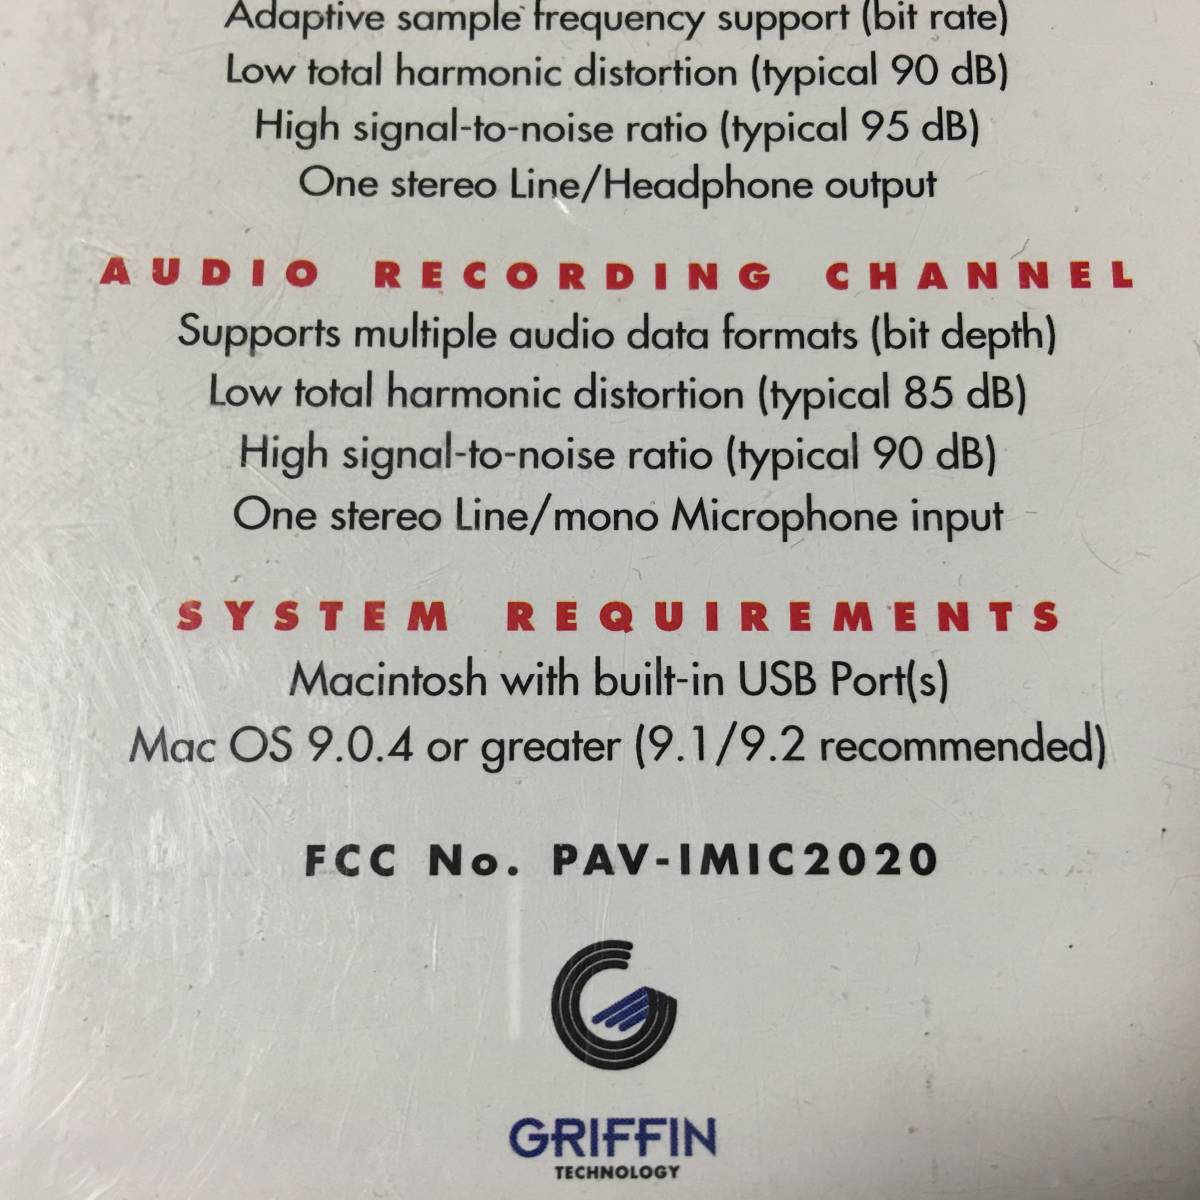 Adaptive sample frequency support (bit rate)
Low total harmonic distortion (typical 90 dB)
High signal-to-noise ratio (typical 95 dB)
One stereo Line/Headphone output
AUDIO RECORDING CHANNEL
Supports multiple audio data formats (bit depth)
Low total harmonic distortion (typical 85 dB)
High signal-to-noise ratio (typical 90 dB)
One stereo Line/mono Microphone input
SYSTEM REQUIREMENTS
Macintosh with built-in USB Port(s)
Mac OS 9.0.4 or greater (9.1/9.2 recommended)
FCC No. PAV-IMIC2020
GRIFFIN
TECHNOLOGY